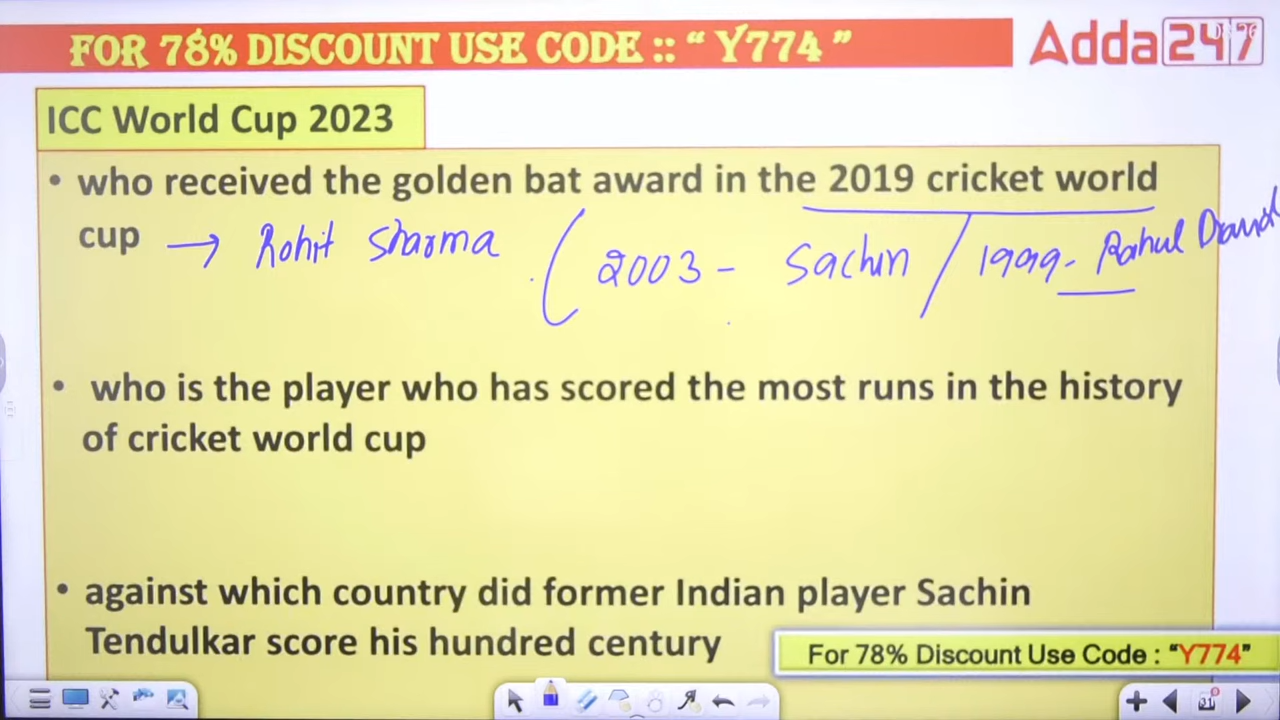 FOR 78% DISCOUNT USE CODE :: “ Y774 ”
Adda247
ICC World Cup 2023
• who received the golden bat award in the 2019 cricket world
cup → Rohit Sharma ( 2003 - Sachin / 1999 - Rahul
• who is the player who has scored the most runs in the history
of cricket world cup
• against which country did former Indian player Sachin
Tendulkar score his hundred century
For 78% Discount Use Code : “Y774”